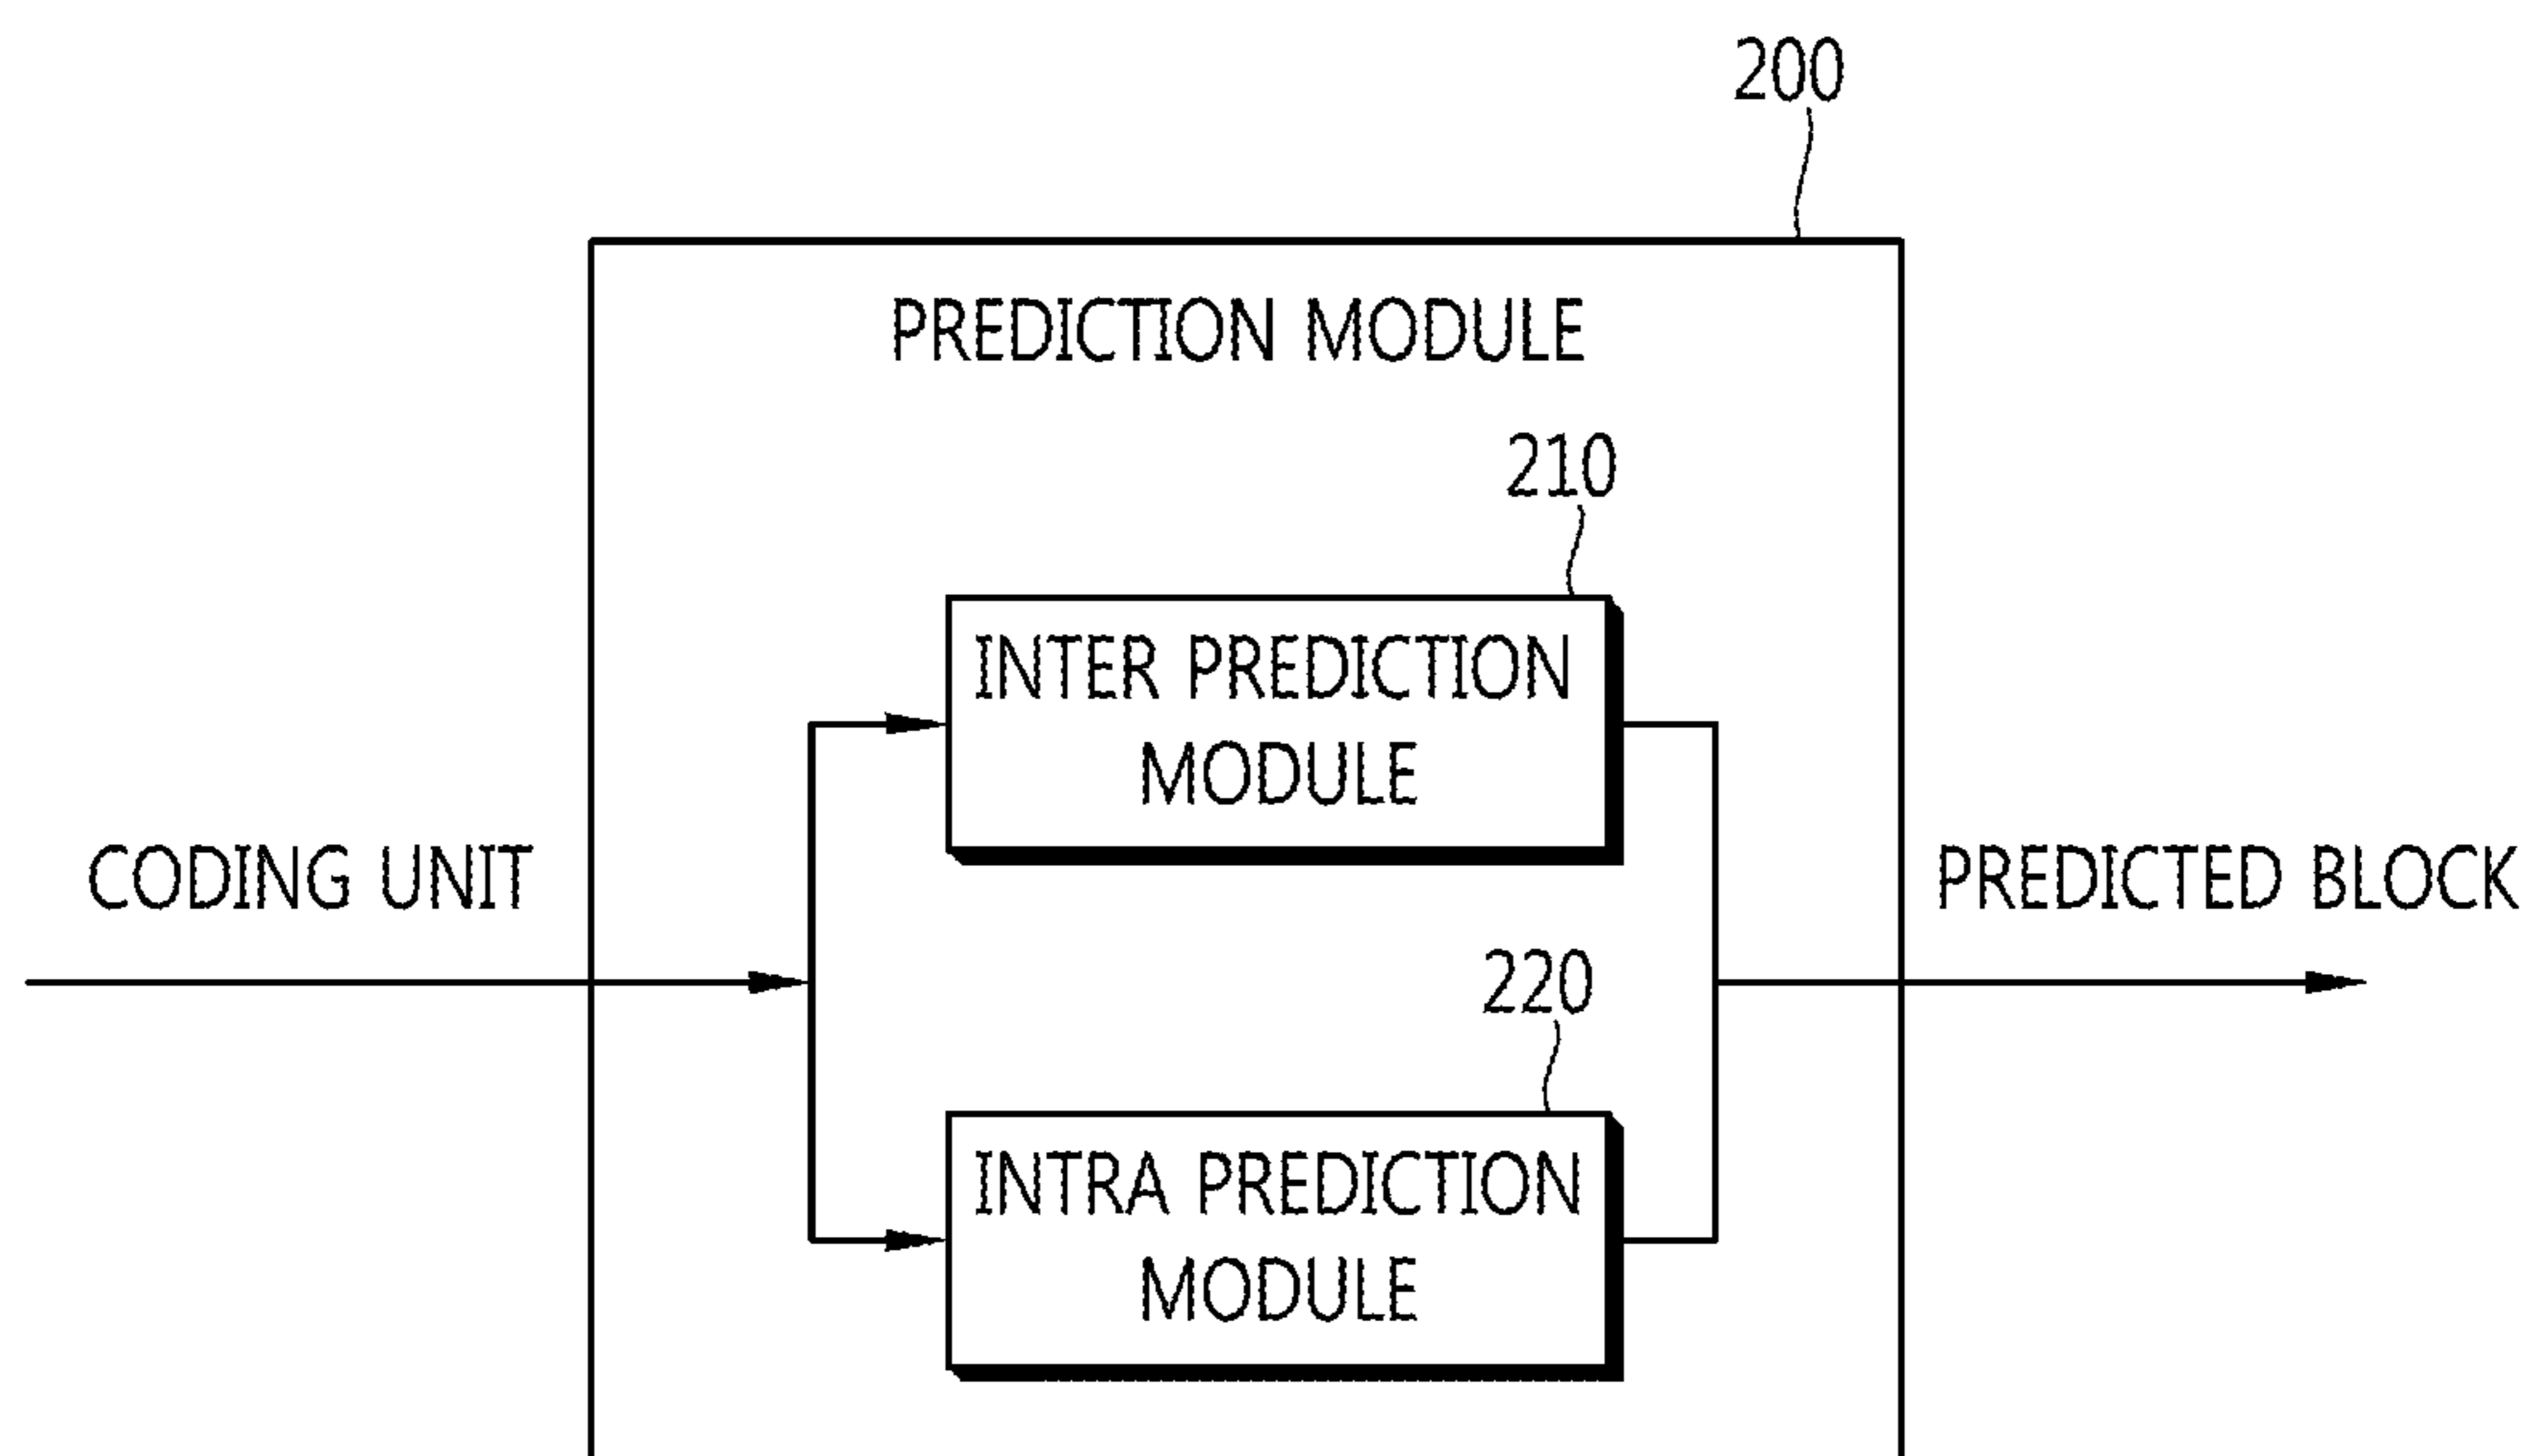 200
PREDICTION MODULE
210
INTER PREDICTION
MODULE
CODING UNIT
PREDICTED BLOCK
220
INTRA PREDICTION
MODULE